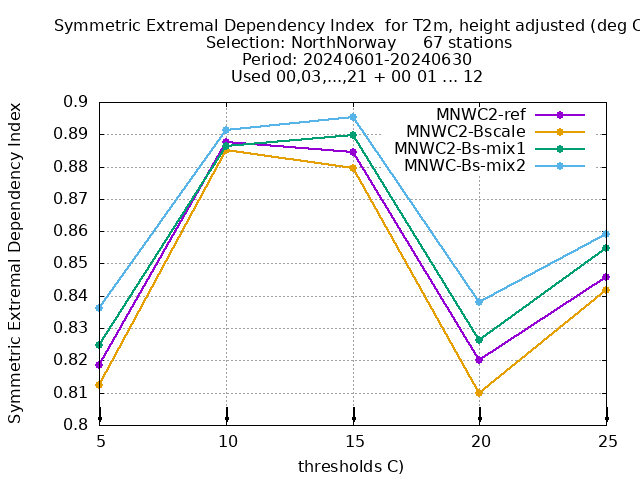 Symmetric Extremal Dependency Index  for T2m, height adjusted (deg C
Selection: NorthNorway     67 stations
Period: 20240601-20240630
Used 00,03,...,21 + 00 01 ... 12
Symmetric Extremal Dependency Index
0.9
0.89
0.88
0.87
0.86
0.85
0.84
0.83
0.82
0.81
0.8
MNWC2-ref
MNWC2-Bscale
MNWC2-Bs-mix1
MNWC-Bs-mix2
5 10 15 20 25
thresholds C)